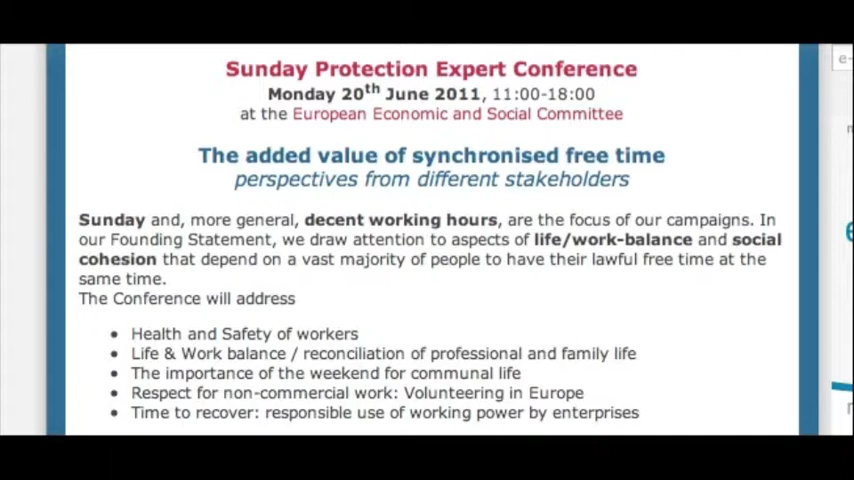 Sunday Protection Expert Conference
Monday 20th June 2011, 11:00-18:00
at the European Economic and Social Committee
The added value of synchronised free time
perspectives from different stakeholders
Sunday and, more general, decent working hours, are the focus of our campaigns. In
our Founding Statement, we draw attention to aspects of life/work-balance and social
cohesion that depend on a vast majority of people to have their lawful free time at the
same time.
The Conference will address
• Health and Safety of workers
• Life & Work balance / reconciliation of professional and family life
• The importance of the weekend for communal life
• Respect for non-commercial work: Volunteering in Europe
• Time to recover: responsible use of working power by enterprises
e-